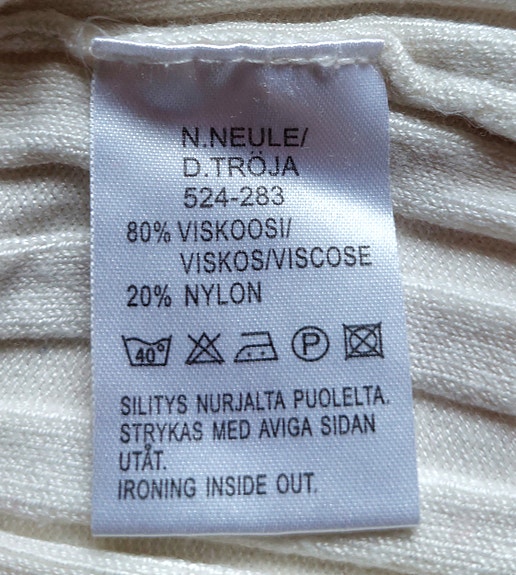 N.NEULE/
D.TRÖJA
524-283
80% VISKOOSI/
VISKOS/VISCOSE
20% NYLON
40° P
SILITYS NURJALTA PUOLELTA.
STRYKAS MED AVIGA SIDAN
UTÅT.
IRONING INSIDE OUT.